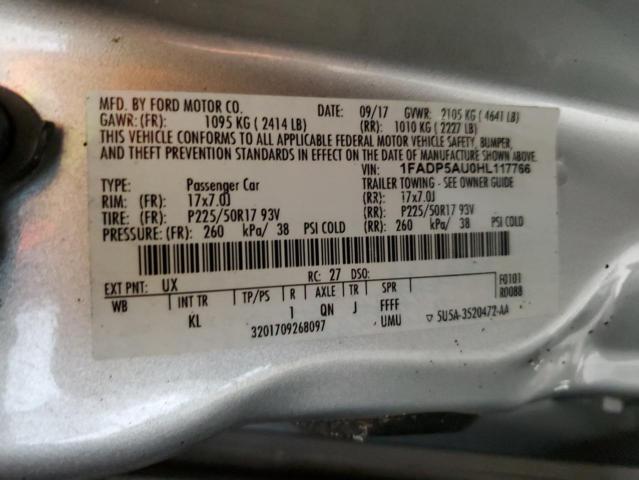 MFD. BY FORD MOTOR CO. DATE: 09/17 GVWR: 2105 KG ( 4641 LB)
GAWR: (FR): 1095 KG ( 2414 LB) (RR): 1010 KG ( 2227 LB)
THIS VEHICLE CONFORMS TO ALL APPLICABLE FEDERAL MOTOR VEHICLE SAFETY, BUMPER,
AND THEFT PREVENTION STANDARDS IN EFFECT ON THE DATE OF MANUFACTURE SHOWN ABOVE.
VIN: 1FADP5AU0HL117766
TYPE: Passenger Car TRAILER TOWING - SEE OWNER GUIDE
RIM: (FR) 17x7.0J (RR): 17x7.0J
TIRE: (FR) P225/50R17 93V (RR): P225/50R17 93V
PRESSURE: (FR) 260 kPa/ 38 PSI COLD (RR): 260 kPa/ 38 PSI COLD
RC: 27 DSO: F0101
EXT PNT: UX R0088
WB INT TR TP/PS R AXLE TR SPR
KL 1 QN J FFFF
3201709268097 UMU ▽ 5U5A-3520472-AA